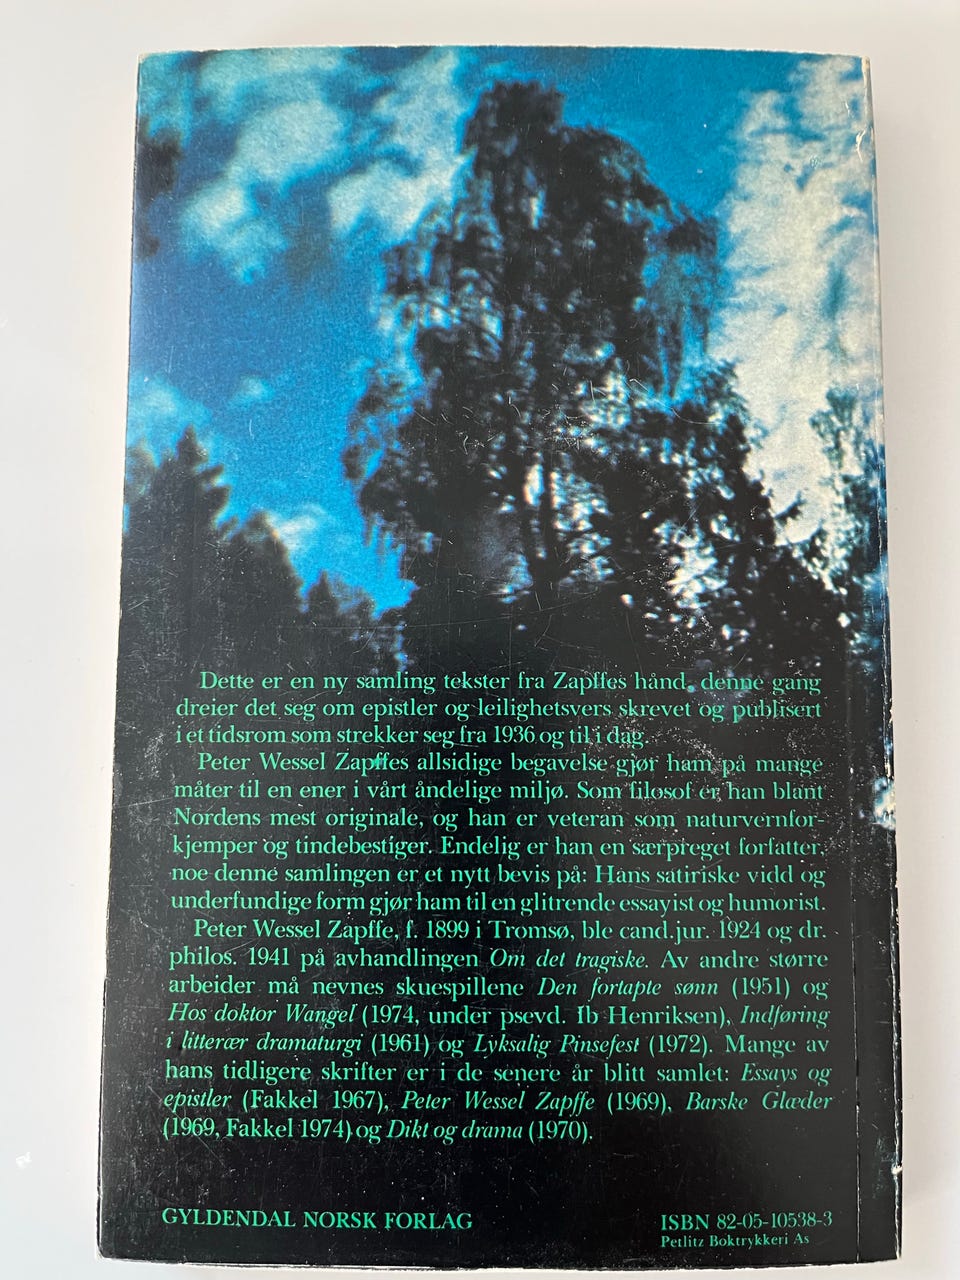 Dette er en ny samling tekster fra Zapffes hånd, denne gang
dreier det seg om epistler og leilighetsvers skrevet og publisert
i et tidsrom som strekker seg fra 1936 og til i dag.
Peter Wessel Zapffes allsidige begavelse gjør ham på mange
måter til en ener i vårt åndelige miljø. Som filosof er han blant
Nordens mest originale, og han er veteran som naturvernfor-
kjemper og tindebestiger. Endelig er han en særpreget forfatter,
noe denne samlingen er et nytt bevis på: Hans satiriske vidd og
underfundige form gjør ham til en glitrende essayist og humorist.
Peter Wessel Zapffe, f. 1899 i Tromsø, ble cand.jur. 1924 og dr.
philos. 1941 på avhandlingen Om det tragiske. Av andre større
arbeider må nevnes skuespillene Den fortapte sønn (1951) og
Hos doktor Wangel (1974, under psevd. Ib Henriksen), Indføring
i litterær dramaturgi (1961) og Lyksalig Pinsefest (1972). Mange av
hans tidligere skrifter er i de senere år blitt samlet: Essays og
epistler (Fakkel 1967), Peter Wessel Zapffe (1969), Barske Glæder
(1969, Fakkel 1974) og Dikt og drama (1970).
GYLDENDAL NORSK FORLAG
ISBN 82-05-10538-3
Petlitz Boktrykkeri As